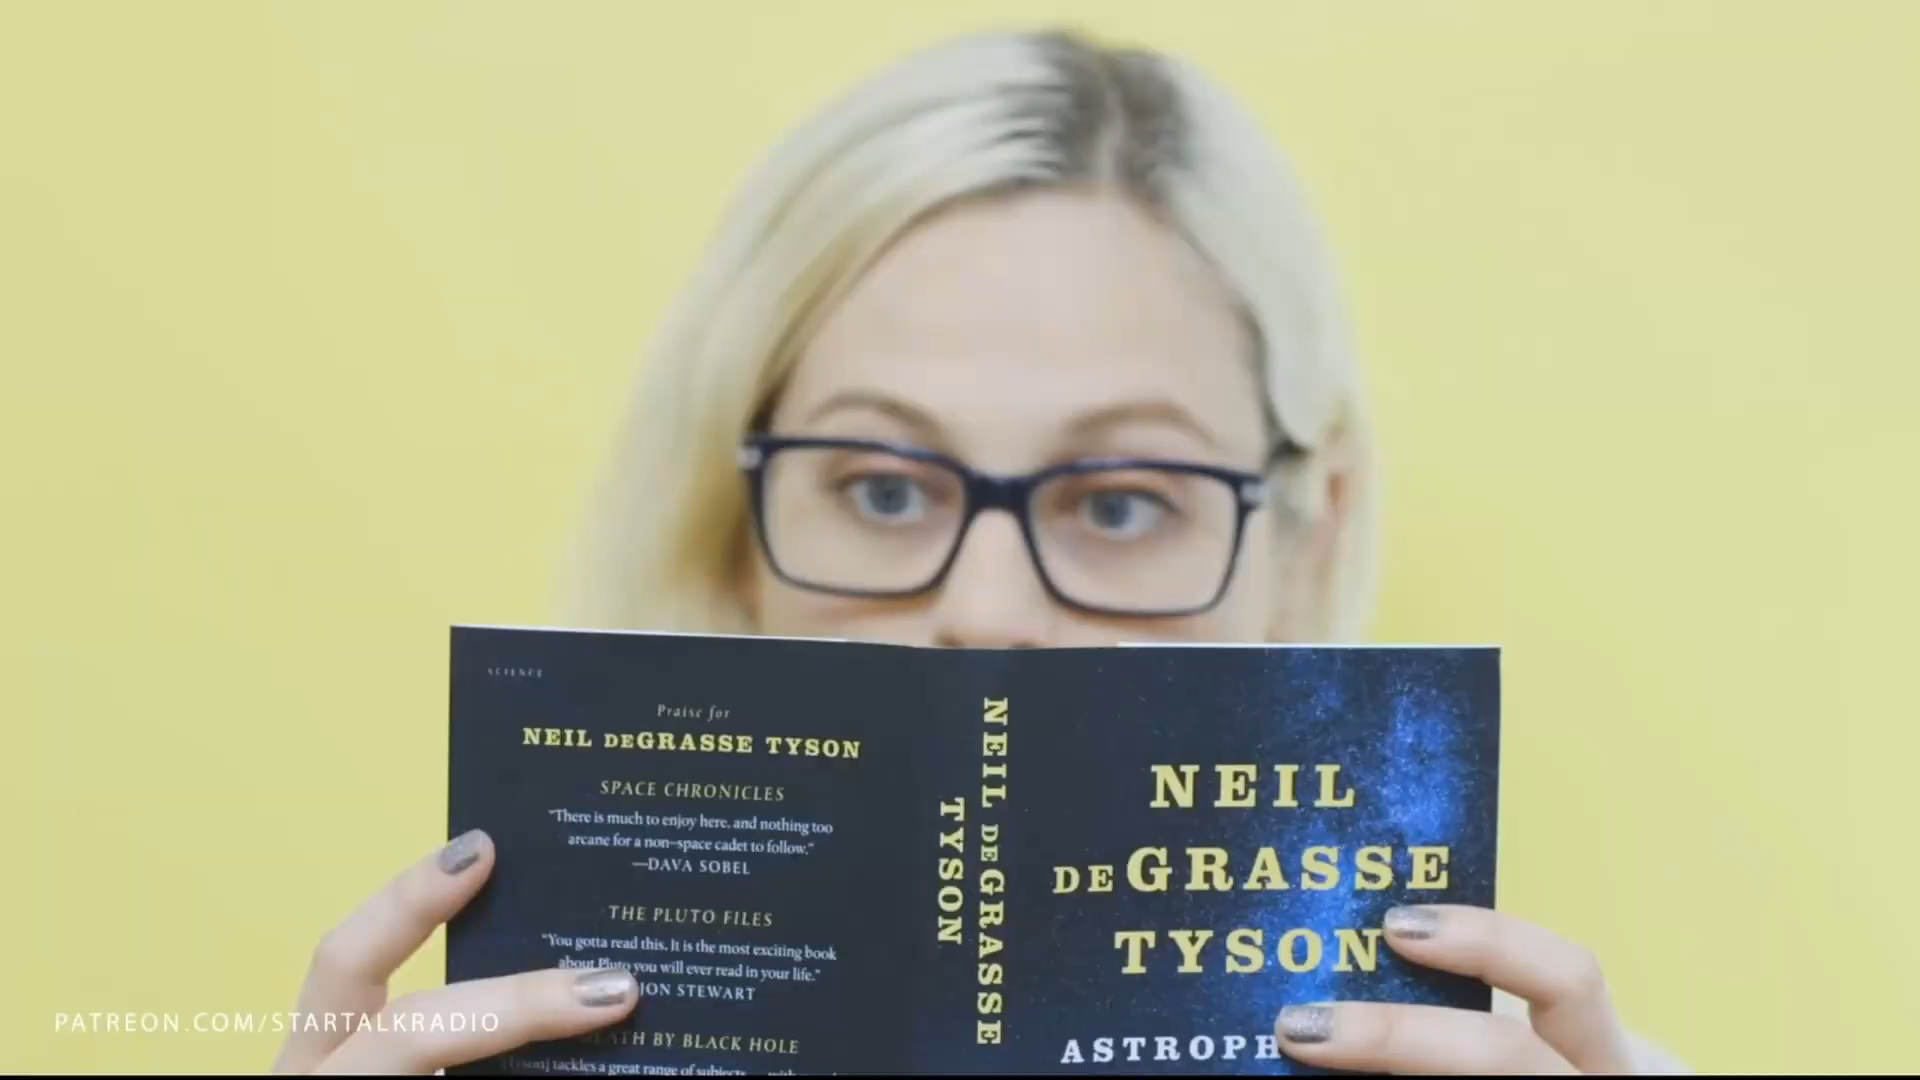 SCIENCE
Praise for
NEIL DEGRASSE TYSON
SPACE CHRONICLES
"There is much to enjoy here, and nothing too
arcane for a non–space cadet to follow."
—DAVA SOBEL
THE PLUTO FILES
"You gotta read this. It is the most exciting book
about Pluto you will ever read in your life."
JON STEWART
BY BLACK HOLE
tackles a great range of subjects
NEIL DEGRASSE
TYSON
NEIL
DEGRASSE
TYSON
ASTROPH
PATREON.COM/STARTALKRADIO